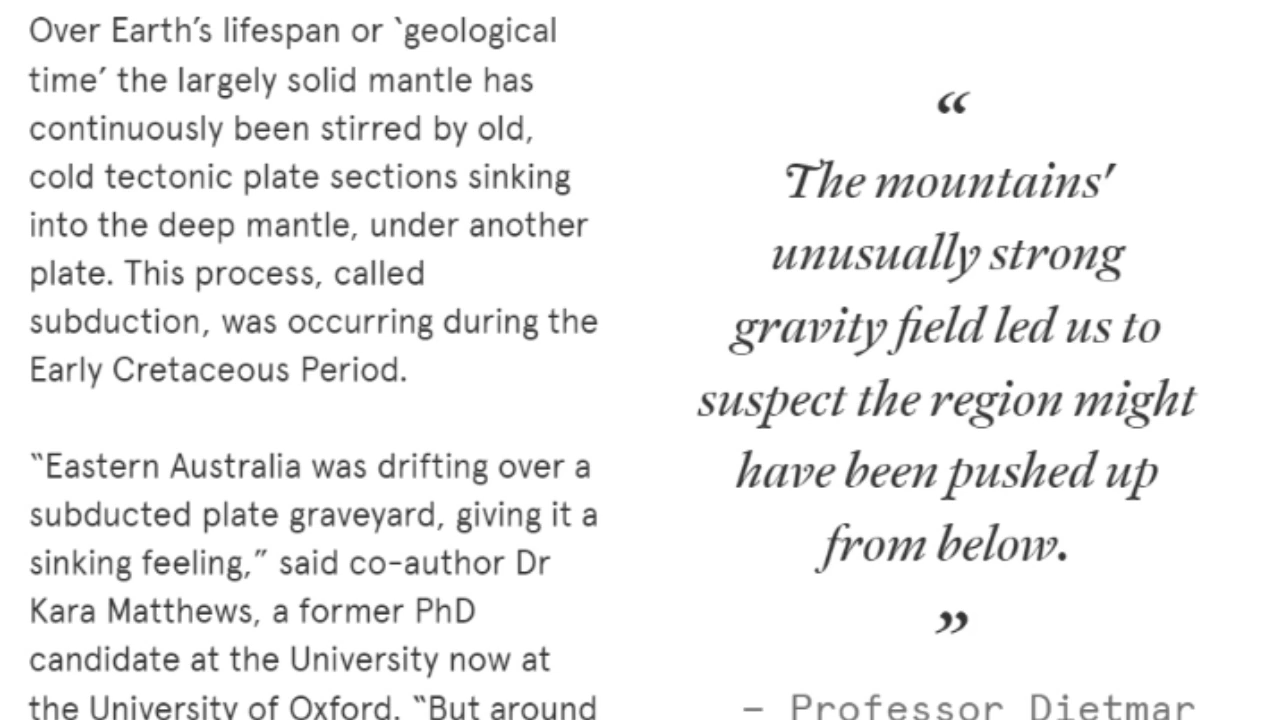 Over Earth’s lifespan or `geological
time’ the largely solid mantle has
continuously been stirred by old,
cold tectonic plate sections sinking
into the deep mantle, under another
plate. This process, called
subduction, was occurring during the
Early Cretaceous Period.
“Eastern Australia was drifting over a
subducted plate graveyard, giving it a
sinking feeling,” said co-author Dr
Kara Matthews, a former PhD
candidate at the University now at
the University of Oxford. “But around
“
The mountains'
unusually strong
gravity field led us to
suspect the region might
have been pushed up
from below.
”
– Professor Dietmar